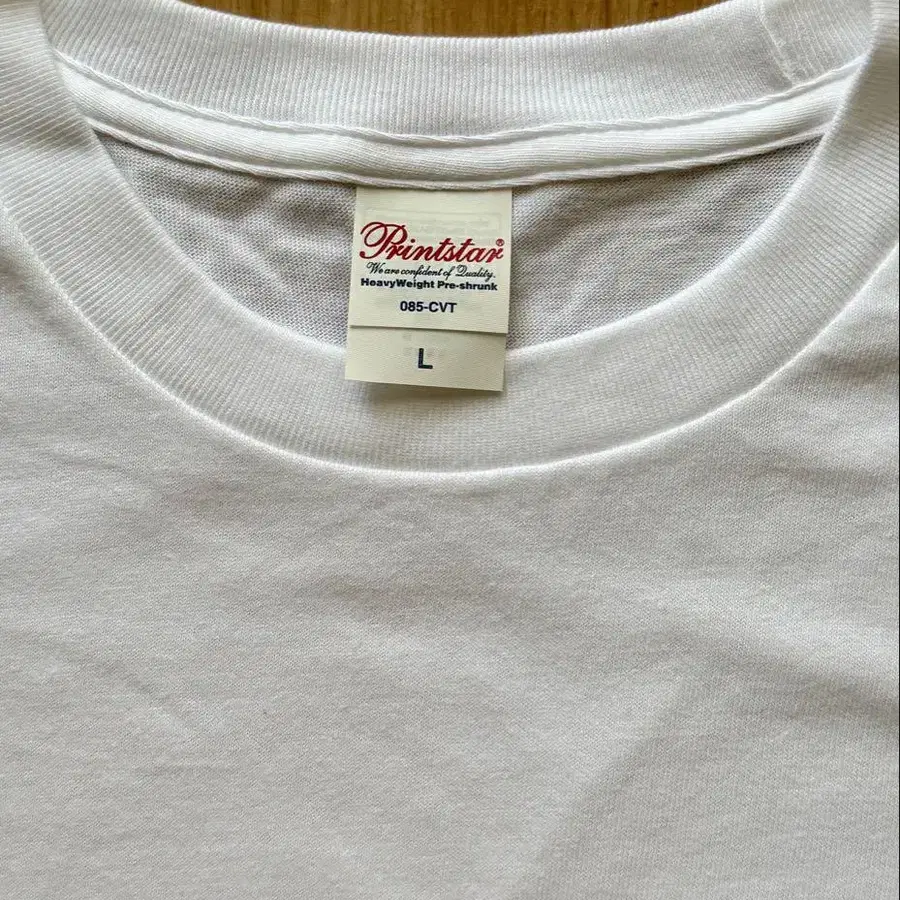 Printstar®
We are confident of Quality.
HeavyWeight Pre-shrunk
085-CVT
L